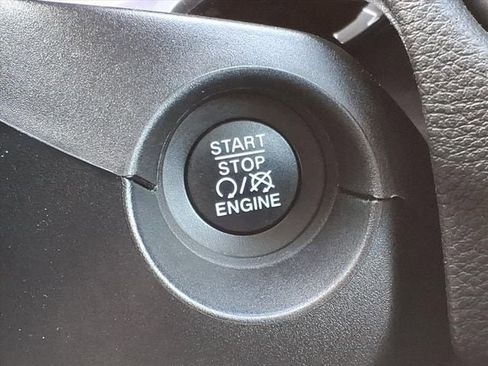 START
STOP
/
ENGINE